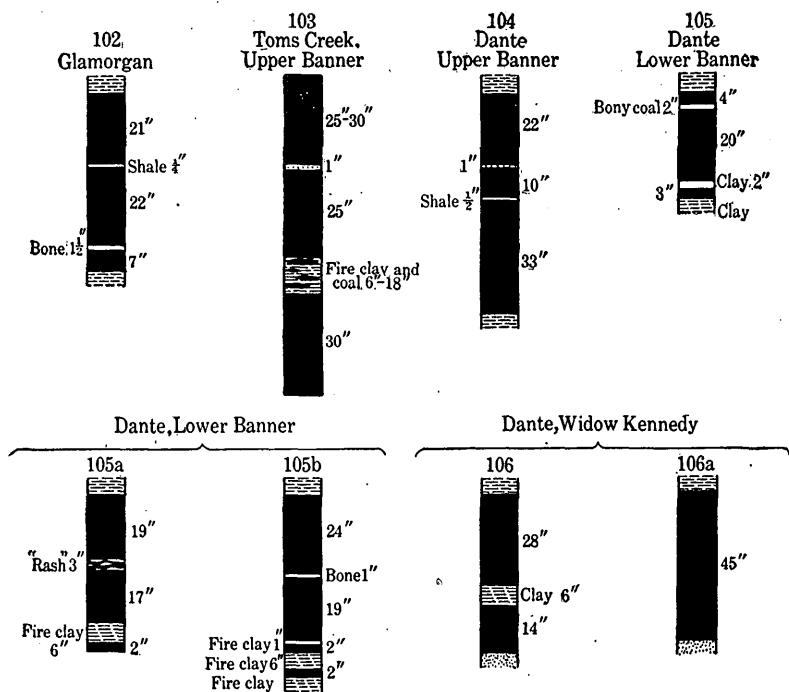 102
Glamorgan
21"
Shale ¼"
22"
Bone 1½"
7"
103
Toms Creek,
Upper Banner
25"-30"
1"
25"
Fire clay and
coal 6"-18"
30"
104
Dante
Upper Banner
22"
1"
10"
Shale ½"
33"
105
Dante
Lower Banner
4"
Bony coal 2"
20"
Clay 2"
3"
Clay
Dante, Lower Banner
105a
19"
"Rash" 3"
17"
Fire clay
6"
2"
105b
24"
Bone 1"
19"
Fire clay 1"
2"
Fire clay 6"
2"
Fire clay
Dante, Widow Kennedy
106
28"
Clay 6"
14"
106a
45"